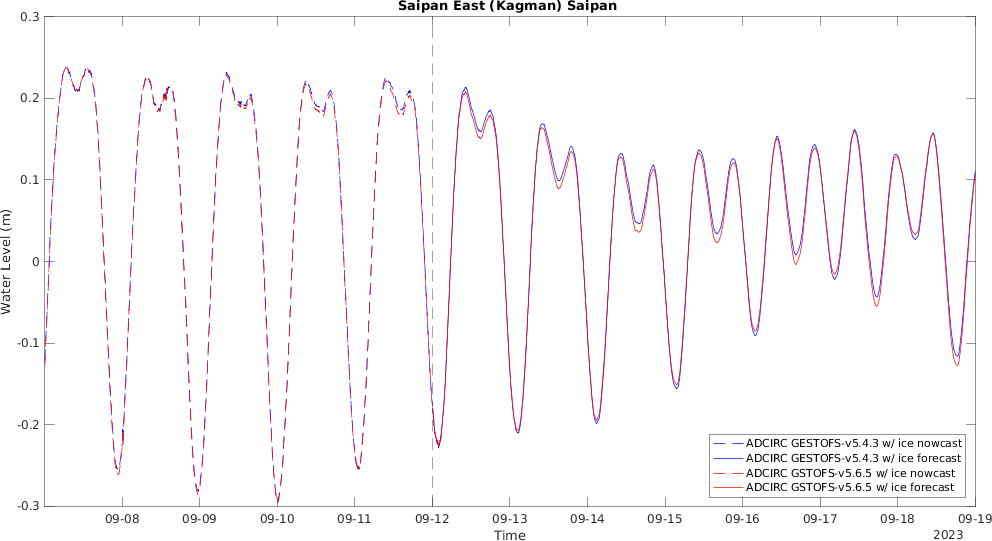 Saipan East (Kagman) Saipan
0.3
0.2
0.1
0
-0.1
-0.2
-0.3
Water Level (m)
ADCIRC GESTOFS-v5.4.3 w/ ice nowcast
ADCIRC GESTOFS-v5.4.3 w/ ice forecast
ADCIRC GSTOFS-v5.6.5 w/ ice nowcast
ADCIRC GSTOFS-v5.6.5 w/ ice forecast
09-08 09-09 09-10 09-11 09-12 09-13 09-14 09-15 09-16 09-17 09-18 09-19
Time
2023